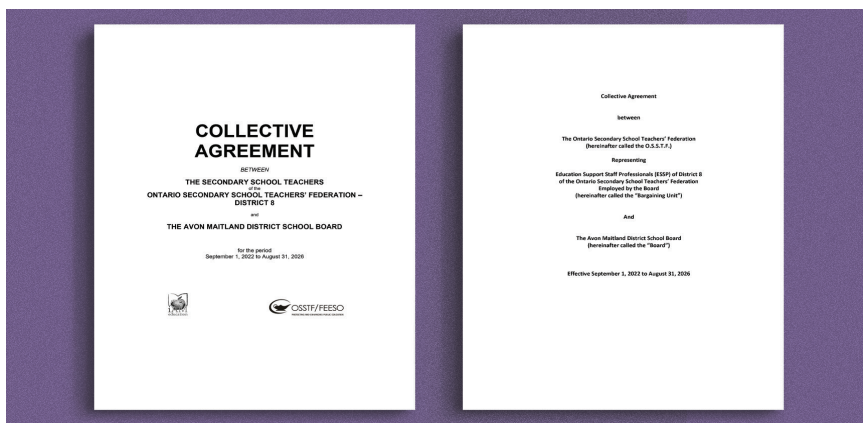 COLLECTIVE
AGREEMENT
BETWEEN
THE SECONDARY SCHOOL TEACHERS
of the
ONTARIO SECONDARY SCHOOL TEACHERS' FEDERATION –
DISTRICT 8
and
THE AVON MAITLAND DISTRICT SCHOOL BOARD
for the period
September 1, 2022 to August 31, 2026
OSSTF/FEESO
Collective Agreement
between
The Ontario Secondary School Teachers' Federation
(hereinafter called the O.S.S.T.F.)
Representing
Education Support Staff Professionals (ESSP) of District 8
of the Ontario Secondary School Teachers' Federation
Employed by the Board
(hereinafter called the "Bargaining Unit")
And
The Avon Maitland District School Board
(hereinafter called the "Board")
Effective September 1, 2022 to August 31, 2026